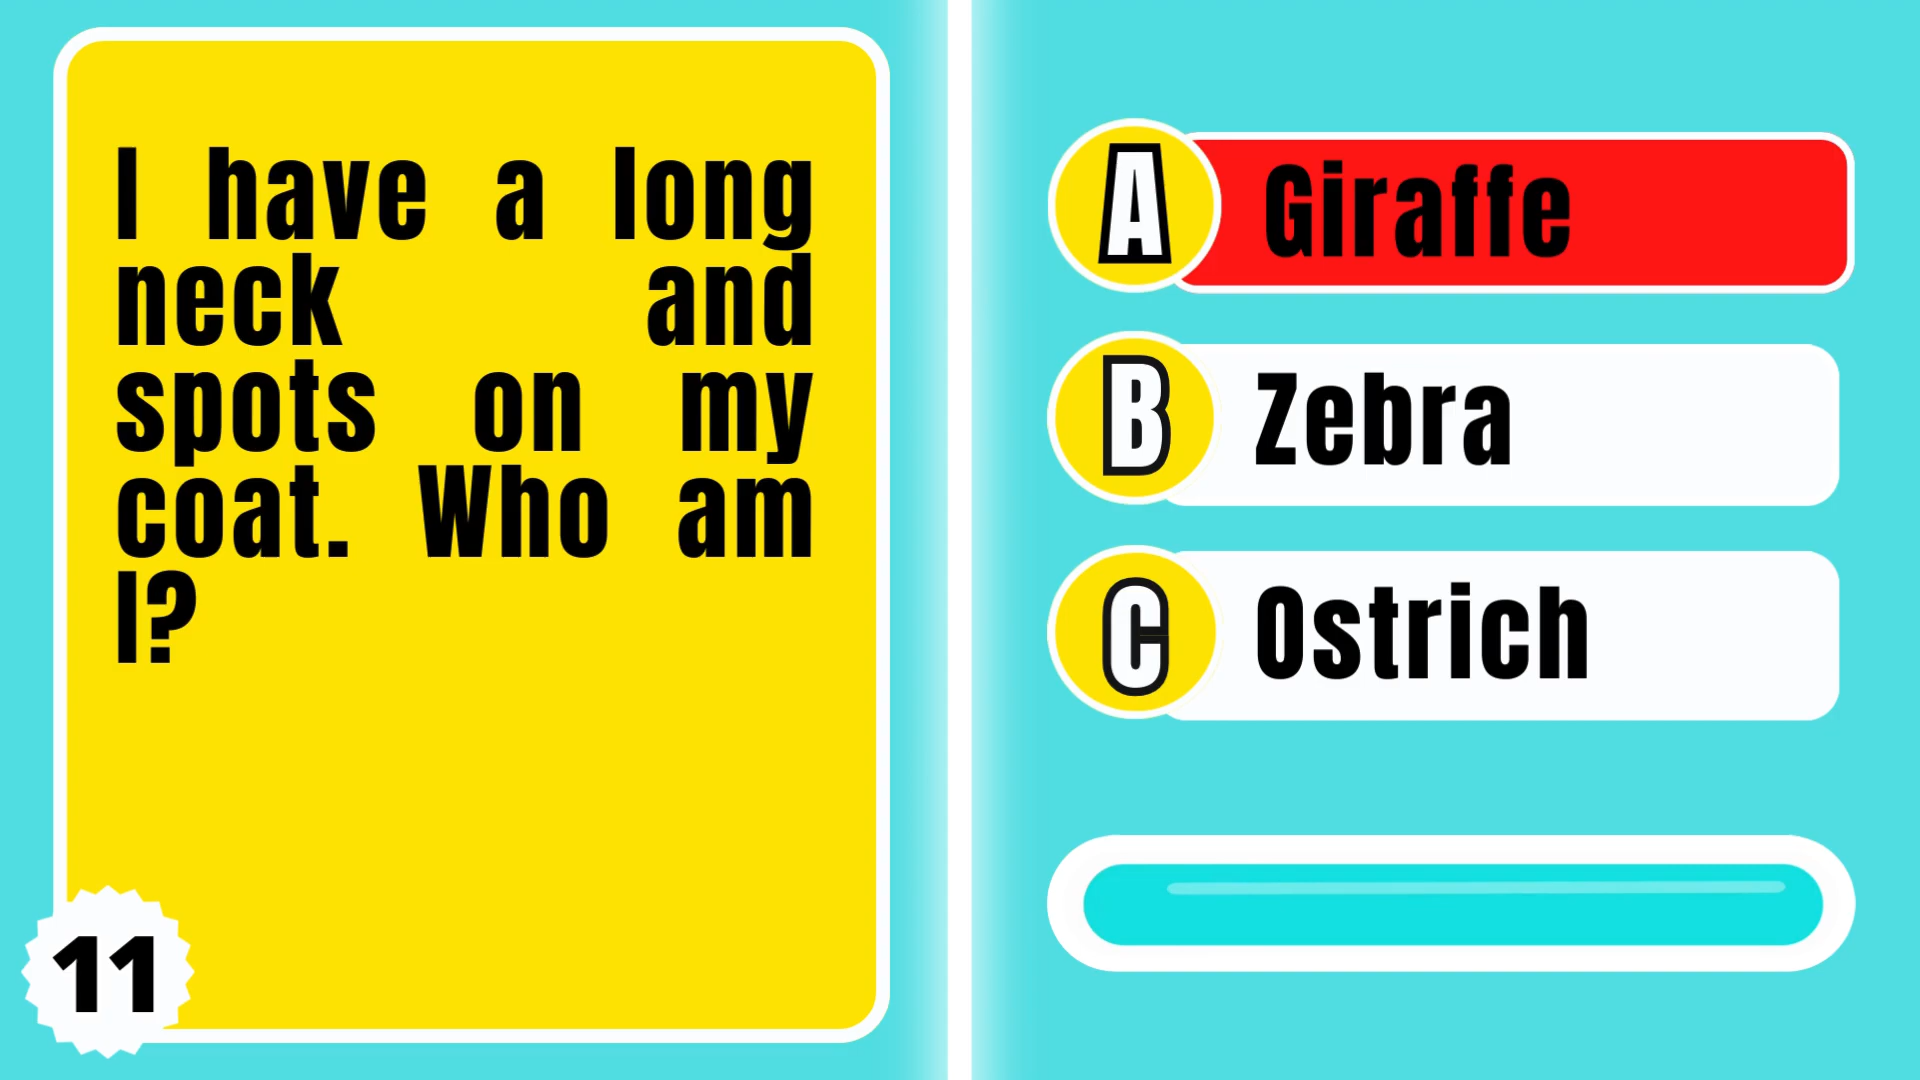 I have a long
neck and
spots on my
coat. Who am
I?
11
A Giraffe
B Zebra
C Ostrich